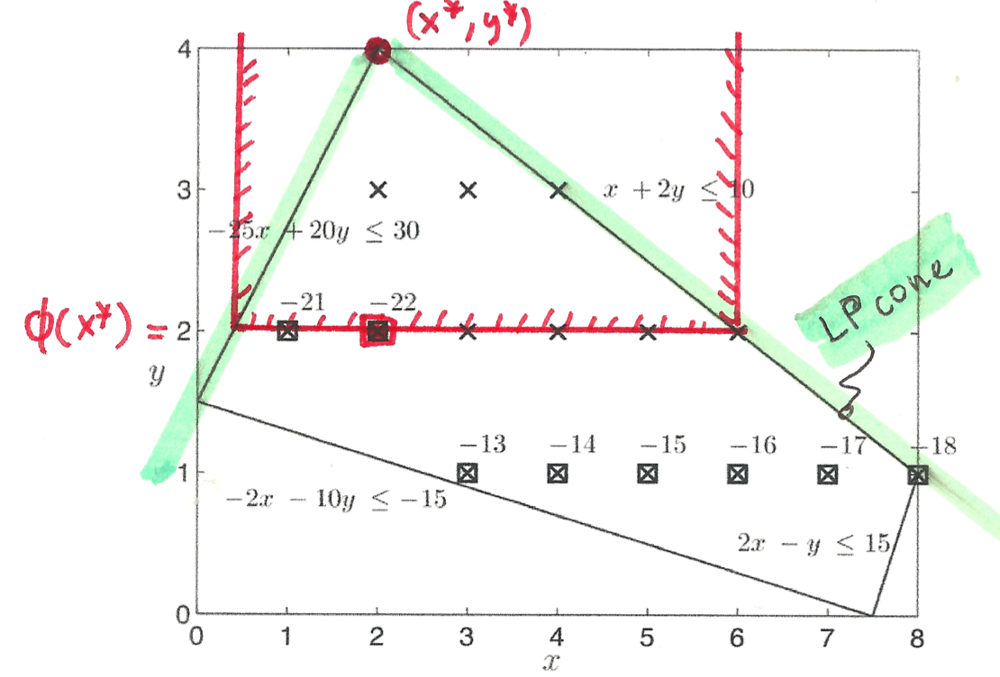 (x*, y*)
4
3
x + 2y ≤ 10
−25x + 20y ≤ 30
LP cone
−21
−22
ϕ(x*) = 2
y
−13
−14
−15
−16
−17
−18
1
−2x − 10y ≤ −15
2x − y ≤ 15
0
0
1
2
3
4
5
6
7
8
x